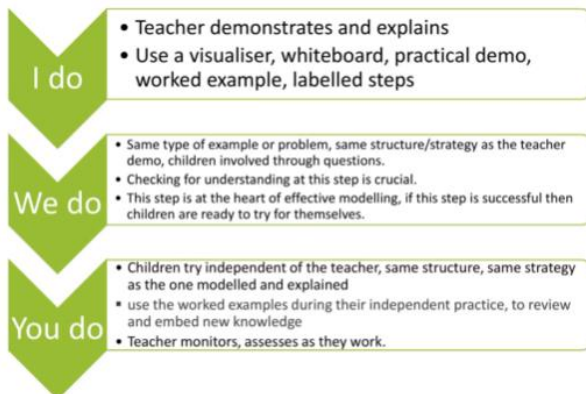 I do
• Teacher demonstrates and explains
• Use a visualiser, whiteboard, practical demo,
worked example, labelled steps
We do
• Same type of example or problem, same structure/strategy as the teacher
demo, children involved through questions.
• Checking for understanding at this step is crucial.
• This step is at the heart of effective modelling, if this step is successful then
children are ready to try for themselves.
You do
• Children try independent of the teacher, same structure, same strategy
as the one modelled and explained
▪ use the worked examples during their independent practice, to review
and embed new knowledge
• Teacher monitors, assesses as they work.